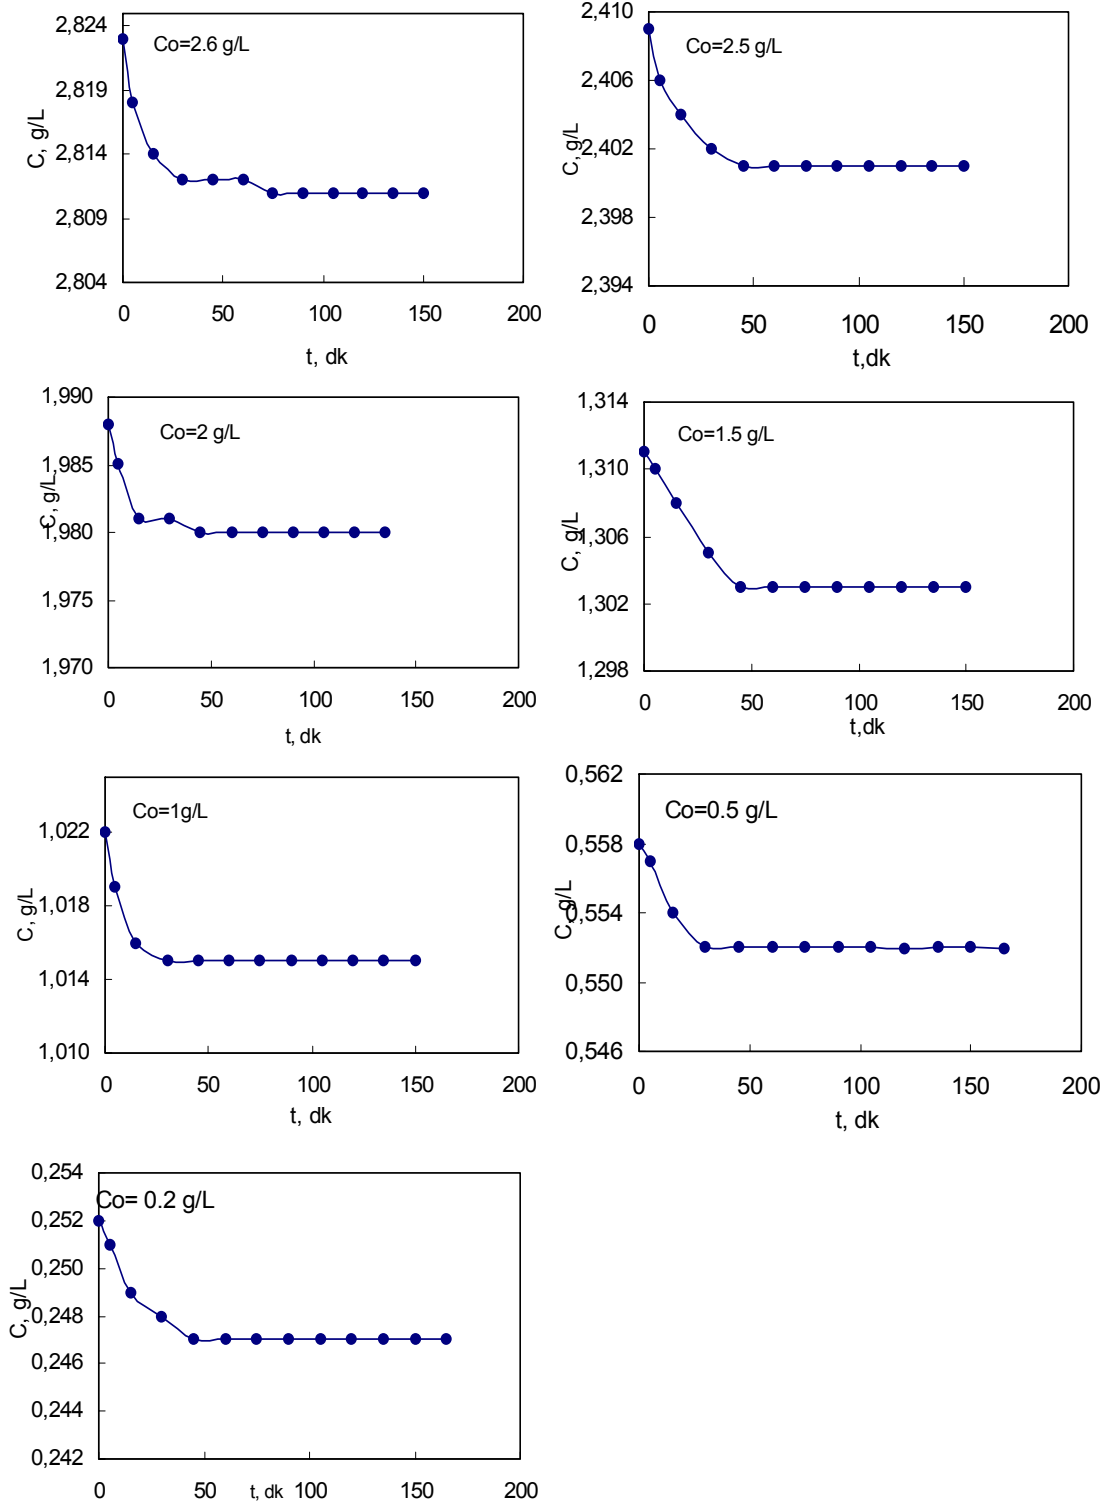 2,824
2,819
2,814
2,809
2,804
C, g/L
Co=2.6 g/L
0 50 100 150 200
t, dk
2,410
2,406
2,402
2,398
2,394
C, g/L
Co=2.5 g/L
0 50 100 150 200
t,dk
1,990
1,985
1,980
1,975
1,970
C, g/L
Co=2 g/L
0 50 100 150 200
t, dk
1,314
1,310
1,306
1,302
1,298
C, g/L
Co=1.5 g/L
0 50 100 150 200
t,dk
1,022
1,018
1,014
1,010
C, g/L
Co=1g/L
0 50 100 150 200
t, dk
0,562
0,558
0,554
0,550
0,546
C, g/L
Co=0.5 g/L
0 50 100 150 200
t, dk
0,254
0,252
0,250
0,248
0,246
0,244
0,242
C, g/L
Co= 0.2 g/L
0 50 100 150 200
t, dk